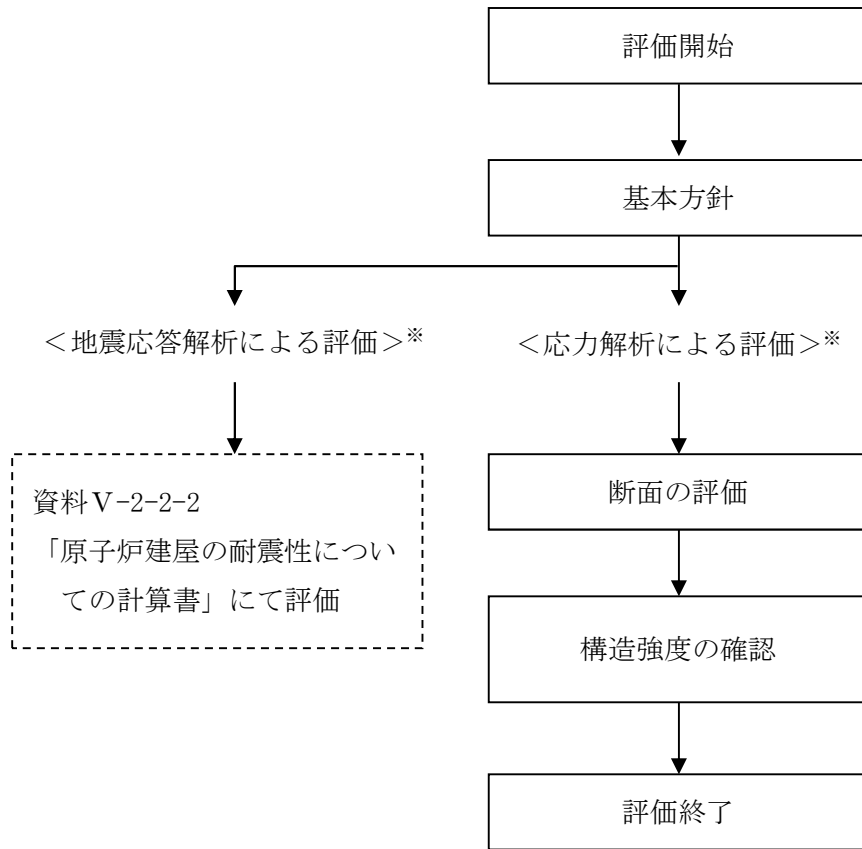 評価開始
基本方針
＜地震応答解析による評価＞※
＜応力解析による評価＞※
資料Ⅴ-2-2-2
「原子炉建屋の耐震性につい
ての計算書」にて評価
断面の評価
構造強度の確認
評価終了